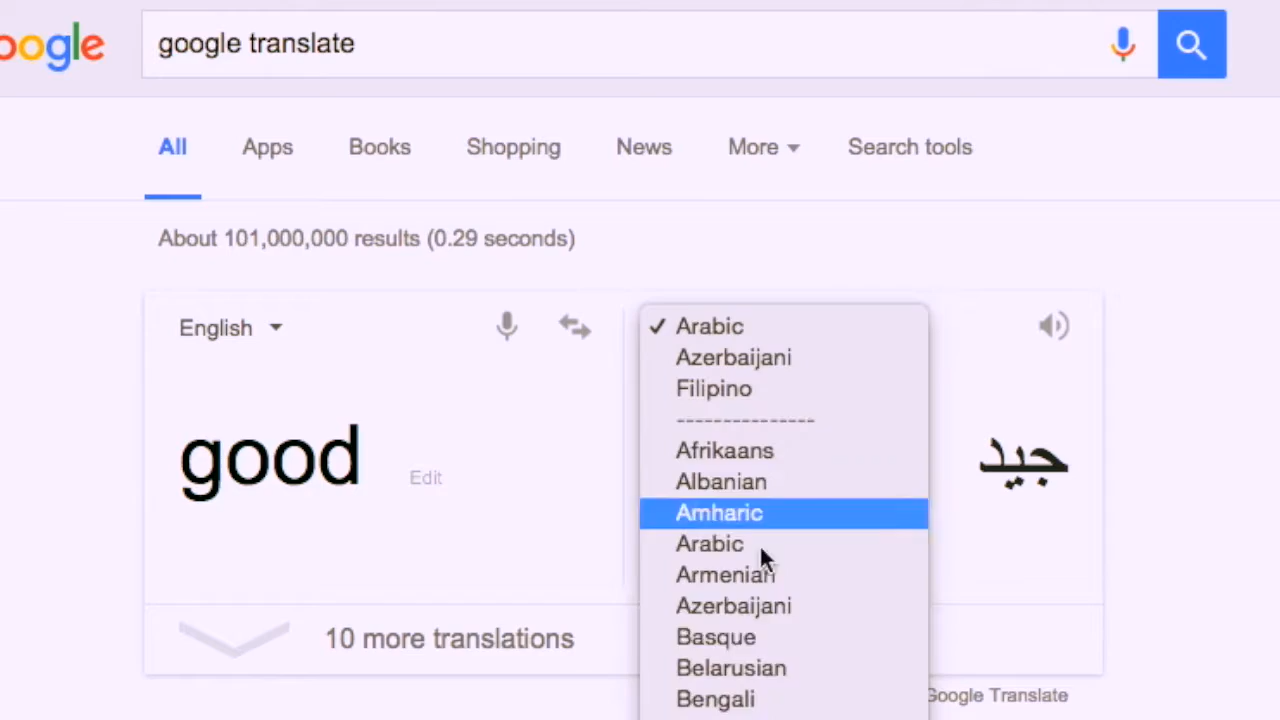 oogle
google translate
All Apps Books Shopping News More Search tools
About 101,000,000 results (0.29 seconds)
English
good
Edit
✓ Arabic
Azerbaijani
Filipino
---------------
Afrikaans
Albanian
Amharic
Arabic
Armenian
Azerbaijani
Basque
Belarusian
Bengali
جيد
10 more translations
Google Translate